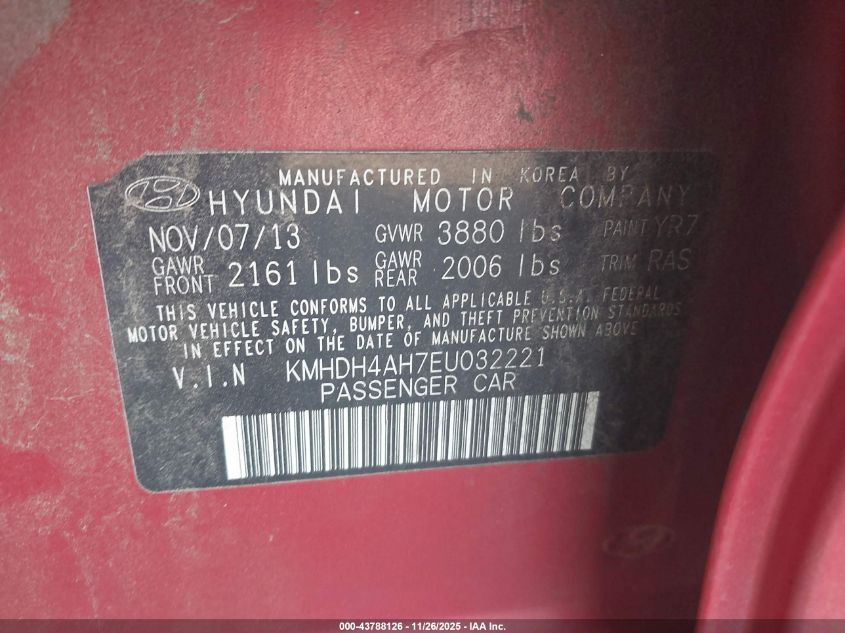 MANUFACTURED IN KOREA BY
HYUNDAI MOTOR COMPANY
NOV/07/13 GVWR 3880 lbs PAINT YR7
GAWR FRONT 2161 lbs GAWR REAR 2006 lbs TRIM RAS
THIS VEHICLE CONFORMS TO ALL APPLICABLE U.S.A. FEDERAL
MOTOR VEHICLE SAFETY, BUMPER, AND THEFT PREVENTION STANDARDS
IN EFFECT ON THE DATE OF MANUFACTURE SHOWN ABOVE
V.I.N KMHDH4AH7EU032221
PASSENGER CAR
000-43788126 - 11/26/2025 - IAA Inc.